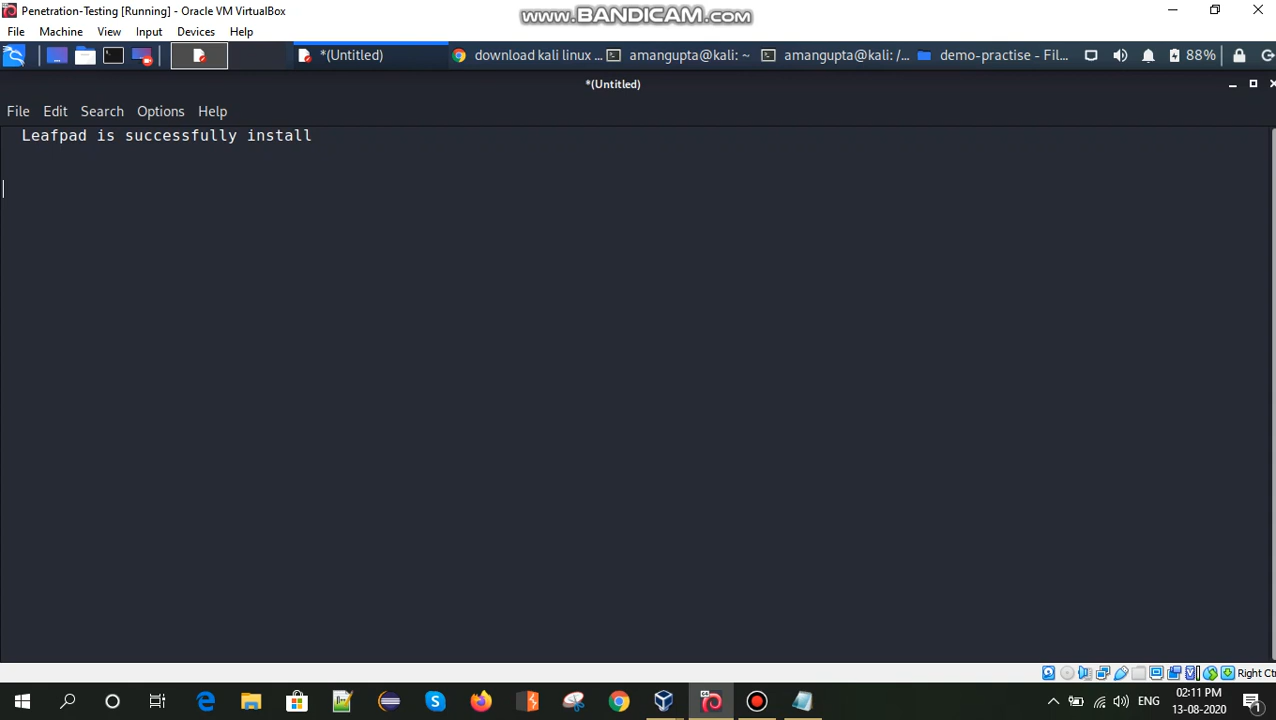 Penetration-Testing [Running] - Oracle VM VirtualBox
www.BANDICAM.com
File Machine View Input Devices Help
*(Untitled) download kali linux ... amangupta@kali: ~ amangupta@kali: /... demo-practise - Fil... 88%
*(Untitled)
File Edit Search Options Help
Leafpad is successfully install
Right Ct
ENG 02:11 PM
13-08-2020